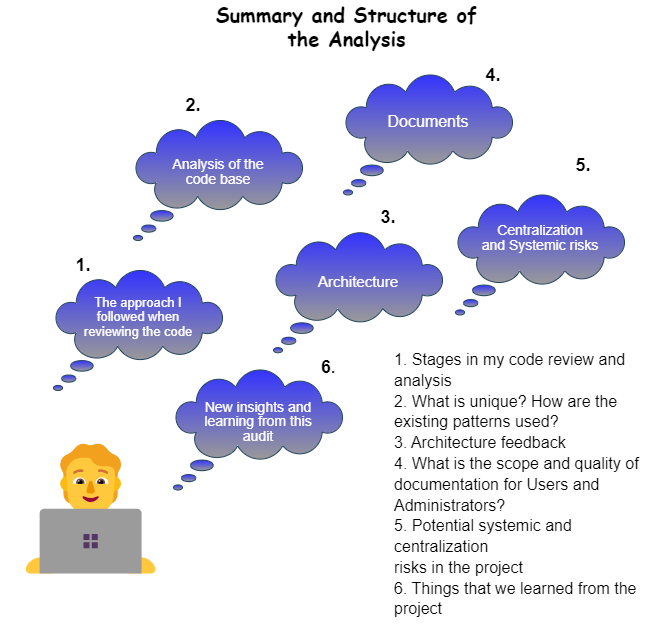 Summary and Structure of
the Analysis
4.
2.
Documents
Analysis of the
code base
5.
3.
Centralization
and Systemic risks
1.
Architecture
The approach I
followed when
reviewing the code
6.
New insights and
learning from this
audit
1. Stages in my code review and
analysis
2. What is unique? How are the
existing patterns used?
3. Architecture feedback
4. What is the scope and quality of
documentation for Users and
Administrators?
5. Potential systemic and
centralization
risks in the project
6. Things that we learned from the
project